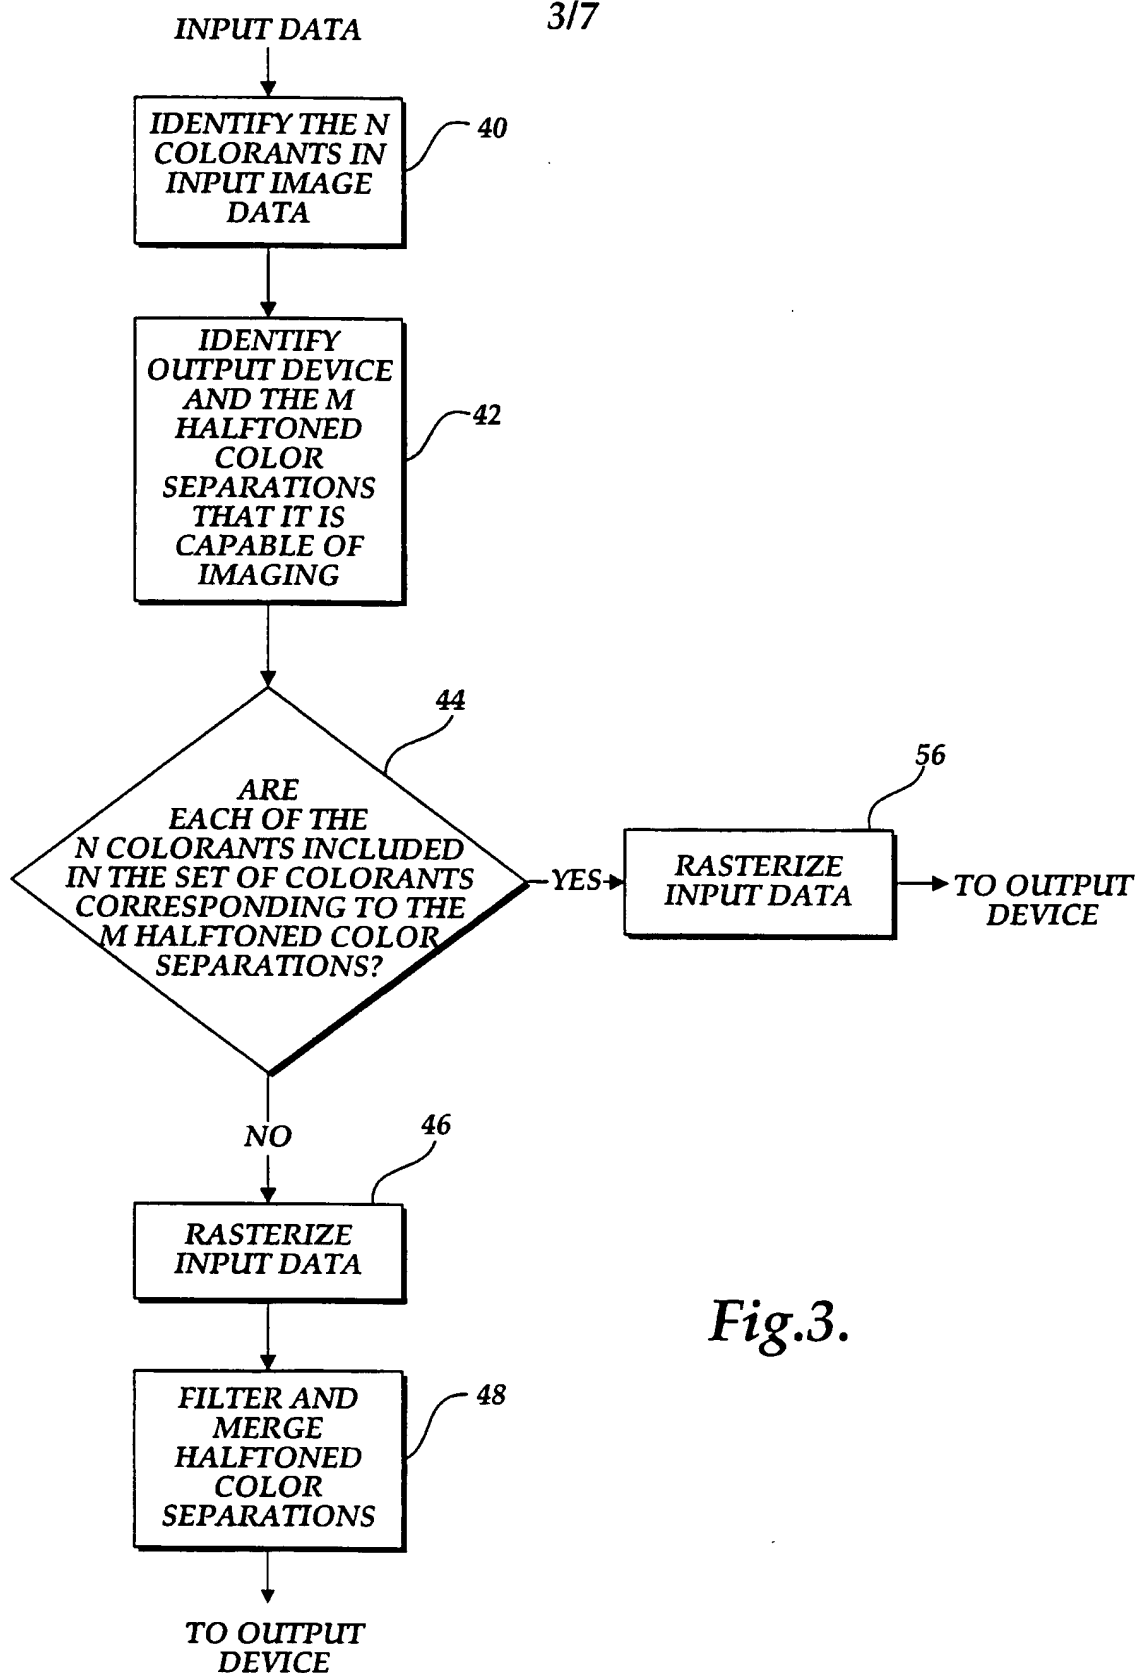 3/7
INPUT DATA
IDENTIFY THE N
COLORANTS IN
INPUT IMAGE
DATA
40
IDENTIFY
OUTPUT DEVICE
AND THE M
HALFTONED
COLOR
SEPARATIONS
THAT IT IS
CAPABLE OF
IMAGING
42
44
ARE
EACH OF THE
N COLORANTS INCLUDED
IN THE SET OF COLORANTS
CORRESPONDING TO THE
M HALFTONED COLOR
SEPARATIONS?
YES
56
RASTERIZE
INPUT DATA
TO OUTPUT
DEVICE
NO
46
RASTERIZE
INPUT DATA
Fig.3.
FILTER AND
MERGE
HALFTONED
COLOR
SEPARATIONS
48
TO OUTPUT
DEVICE